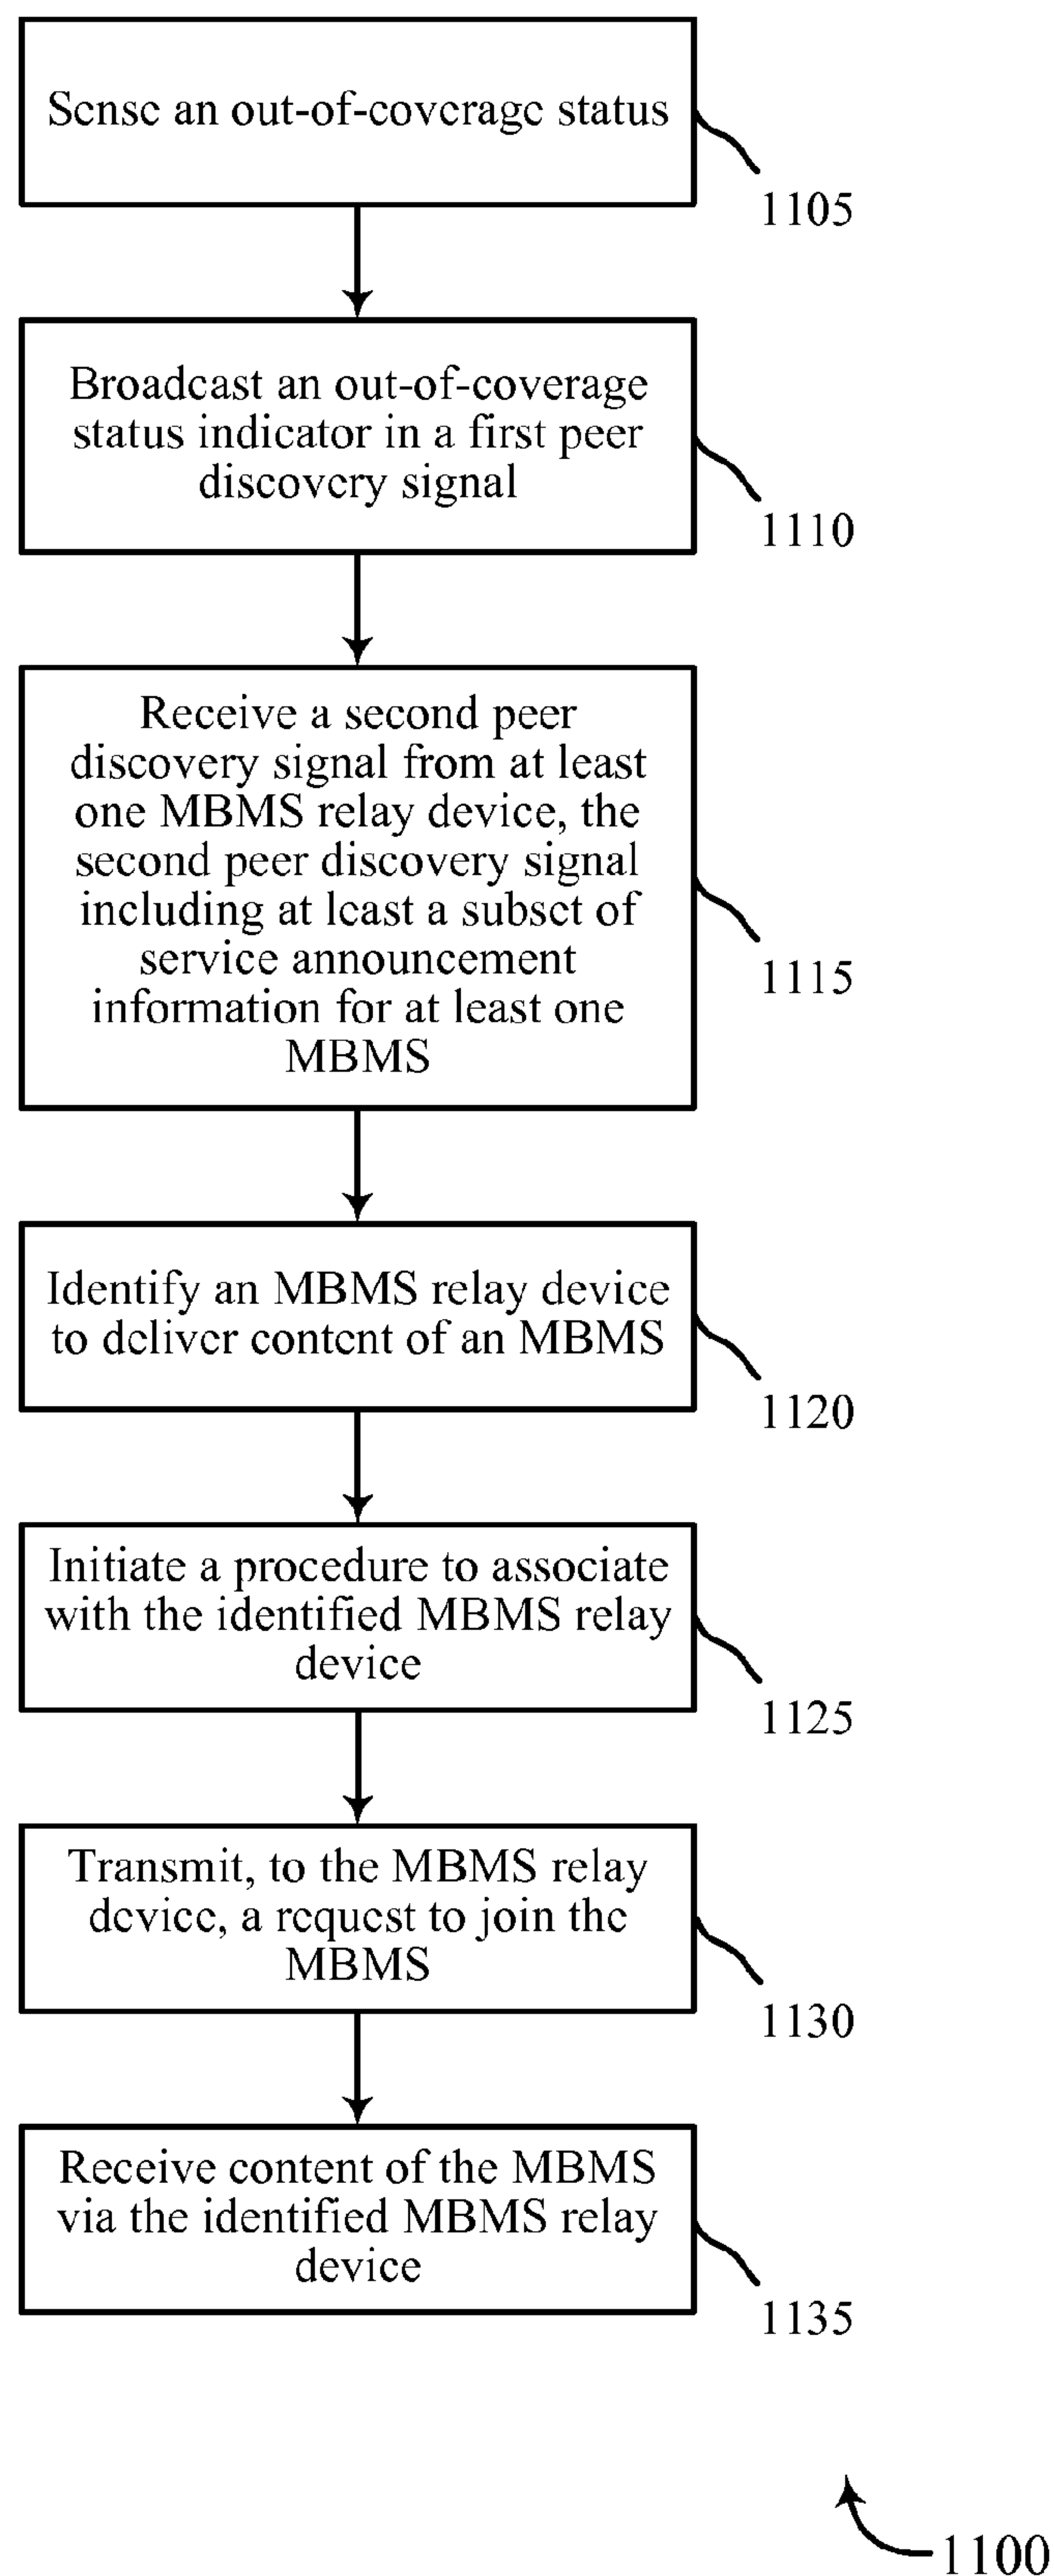 Sense an out-of-coverage status
1105
Broadcast an out-of-coverage
status indicator in a first peer
discovery signal
1110
Receive a second peer
discovery signal from at least
one MBMS relay device, the
second peer discovery signal
including at least a subset of
service announcement
information for at least one
MBMS
1115
Identify an MBMS relay device
to deliver content of an MBMS
1120
Initiate a procedure to associate
with the identified MBMS relay
device
1125
Transmit, to the MBMS relay
device, a request to join the
MBMS
1130
Receive content of the MBMS
via the identified MBMS relay
device
1135
1100